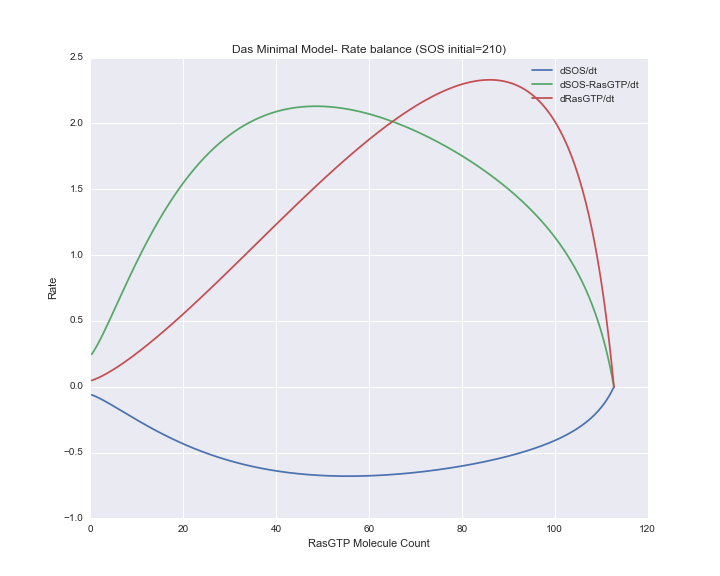 Das Minimal Model- Rate balance (SOS initial=210)
dSOS/dt
dSOS-RasGTP/dt
dRasGTP/dt
2.5
2.0
1.5
1.0
0.5
0.0
−0.5
−1.0
Rate
0 20 40 60 80 100 120
RasGTP Molecule Count